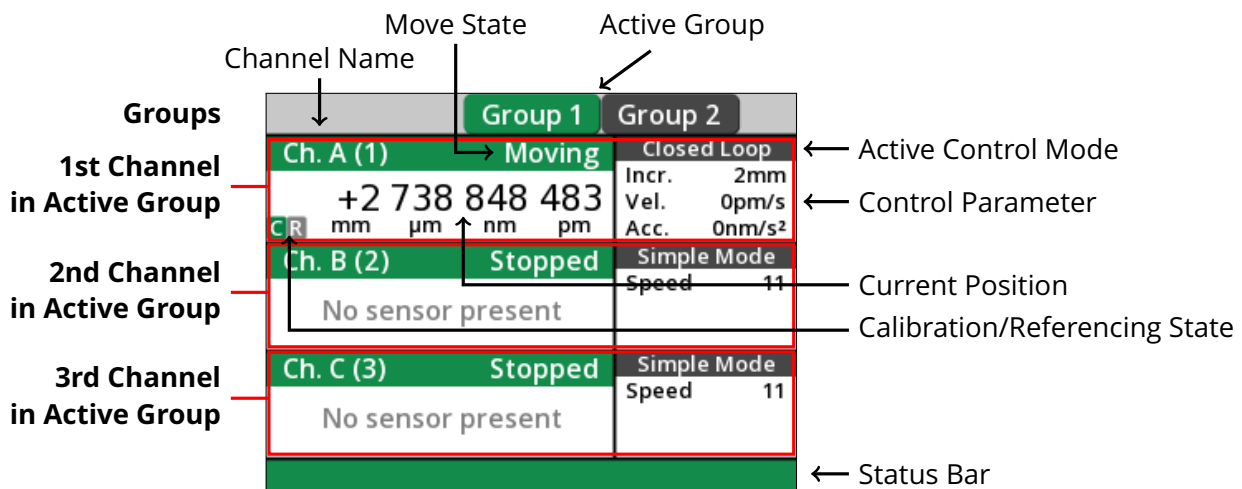 Move State
Active Group
Channel Name
Groups
Group 1
Group 2
1st Channel
in Active Group
Ch. A (1)
Moving
Closed Loop
Active Control Mode
+2 738 848 483
mm µm nm pm
C R
Incr. 2mm
Vel. 0pm/s
Acc. 0nm/s²
Control Parameter
2nd Channel
in Active Group
Ch. B (2)
Stopped
Simple Mode
Speed 11
No sensor present
Current Position
Calibration/Referencing State
3rd Channel
in Active Group
Ch. C (3)
Stopped
Simple Mode
Speed 11
No sensor present
Status Bar